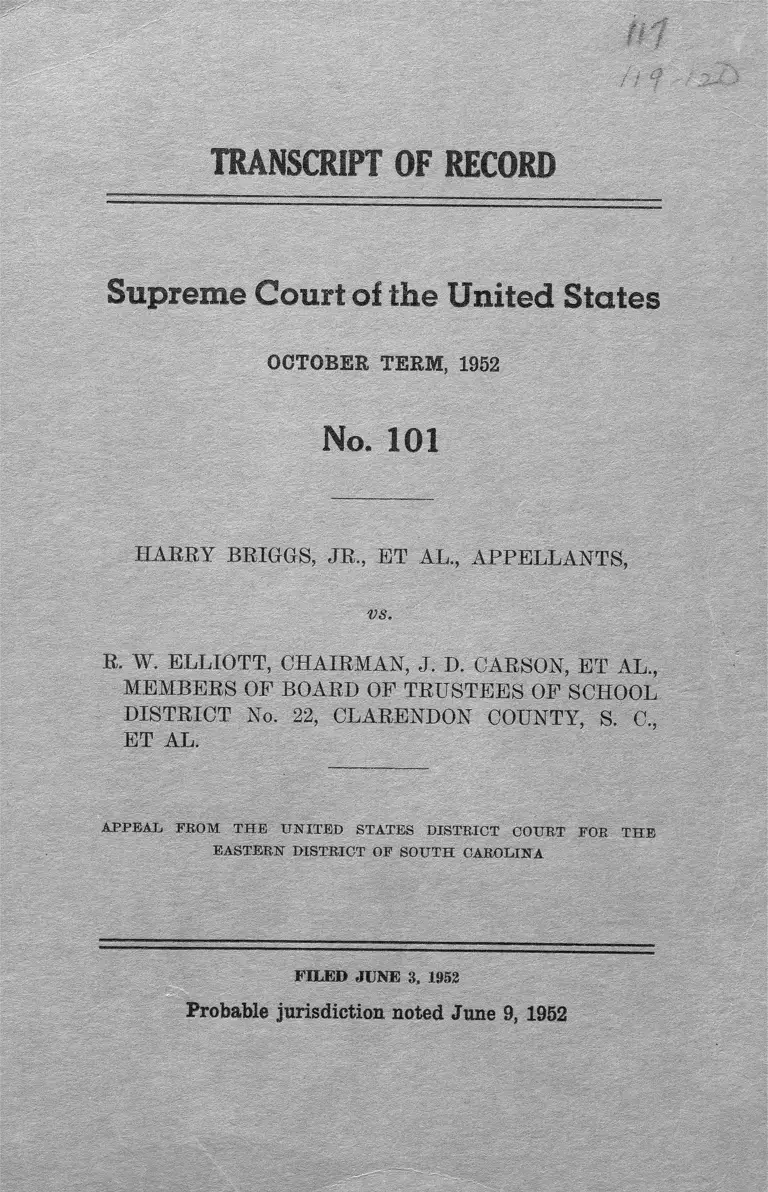 117
119-120
TRANSCRIPT OF RECORD
Supreme Court of the United States
OCTOBER TERM, 1952
No. 101
HARRY BRIGGS, JR., ET AL., APPELLANTS,
vs.
R. W. ELLIOTT, CHAIRMAN, J. D. CARSON, ET AL.,
MEMBERS OF BOARD OF TRUSTEES OF SCHOOL
DISTRICT No. 22, CLARENDON COUNTY, S. C.,
ET AL.
APPEAL FROM THE UNITED STATES DISTRICT COURT FOR THE
EASTERN DISTRICT OF SOUTH CAROLINA
FILED JUNE 3, 1952
Probable jurisdiction noted June 9, 1952